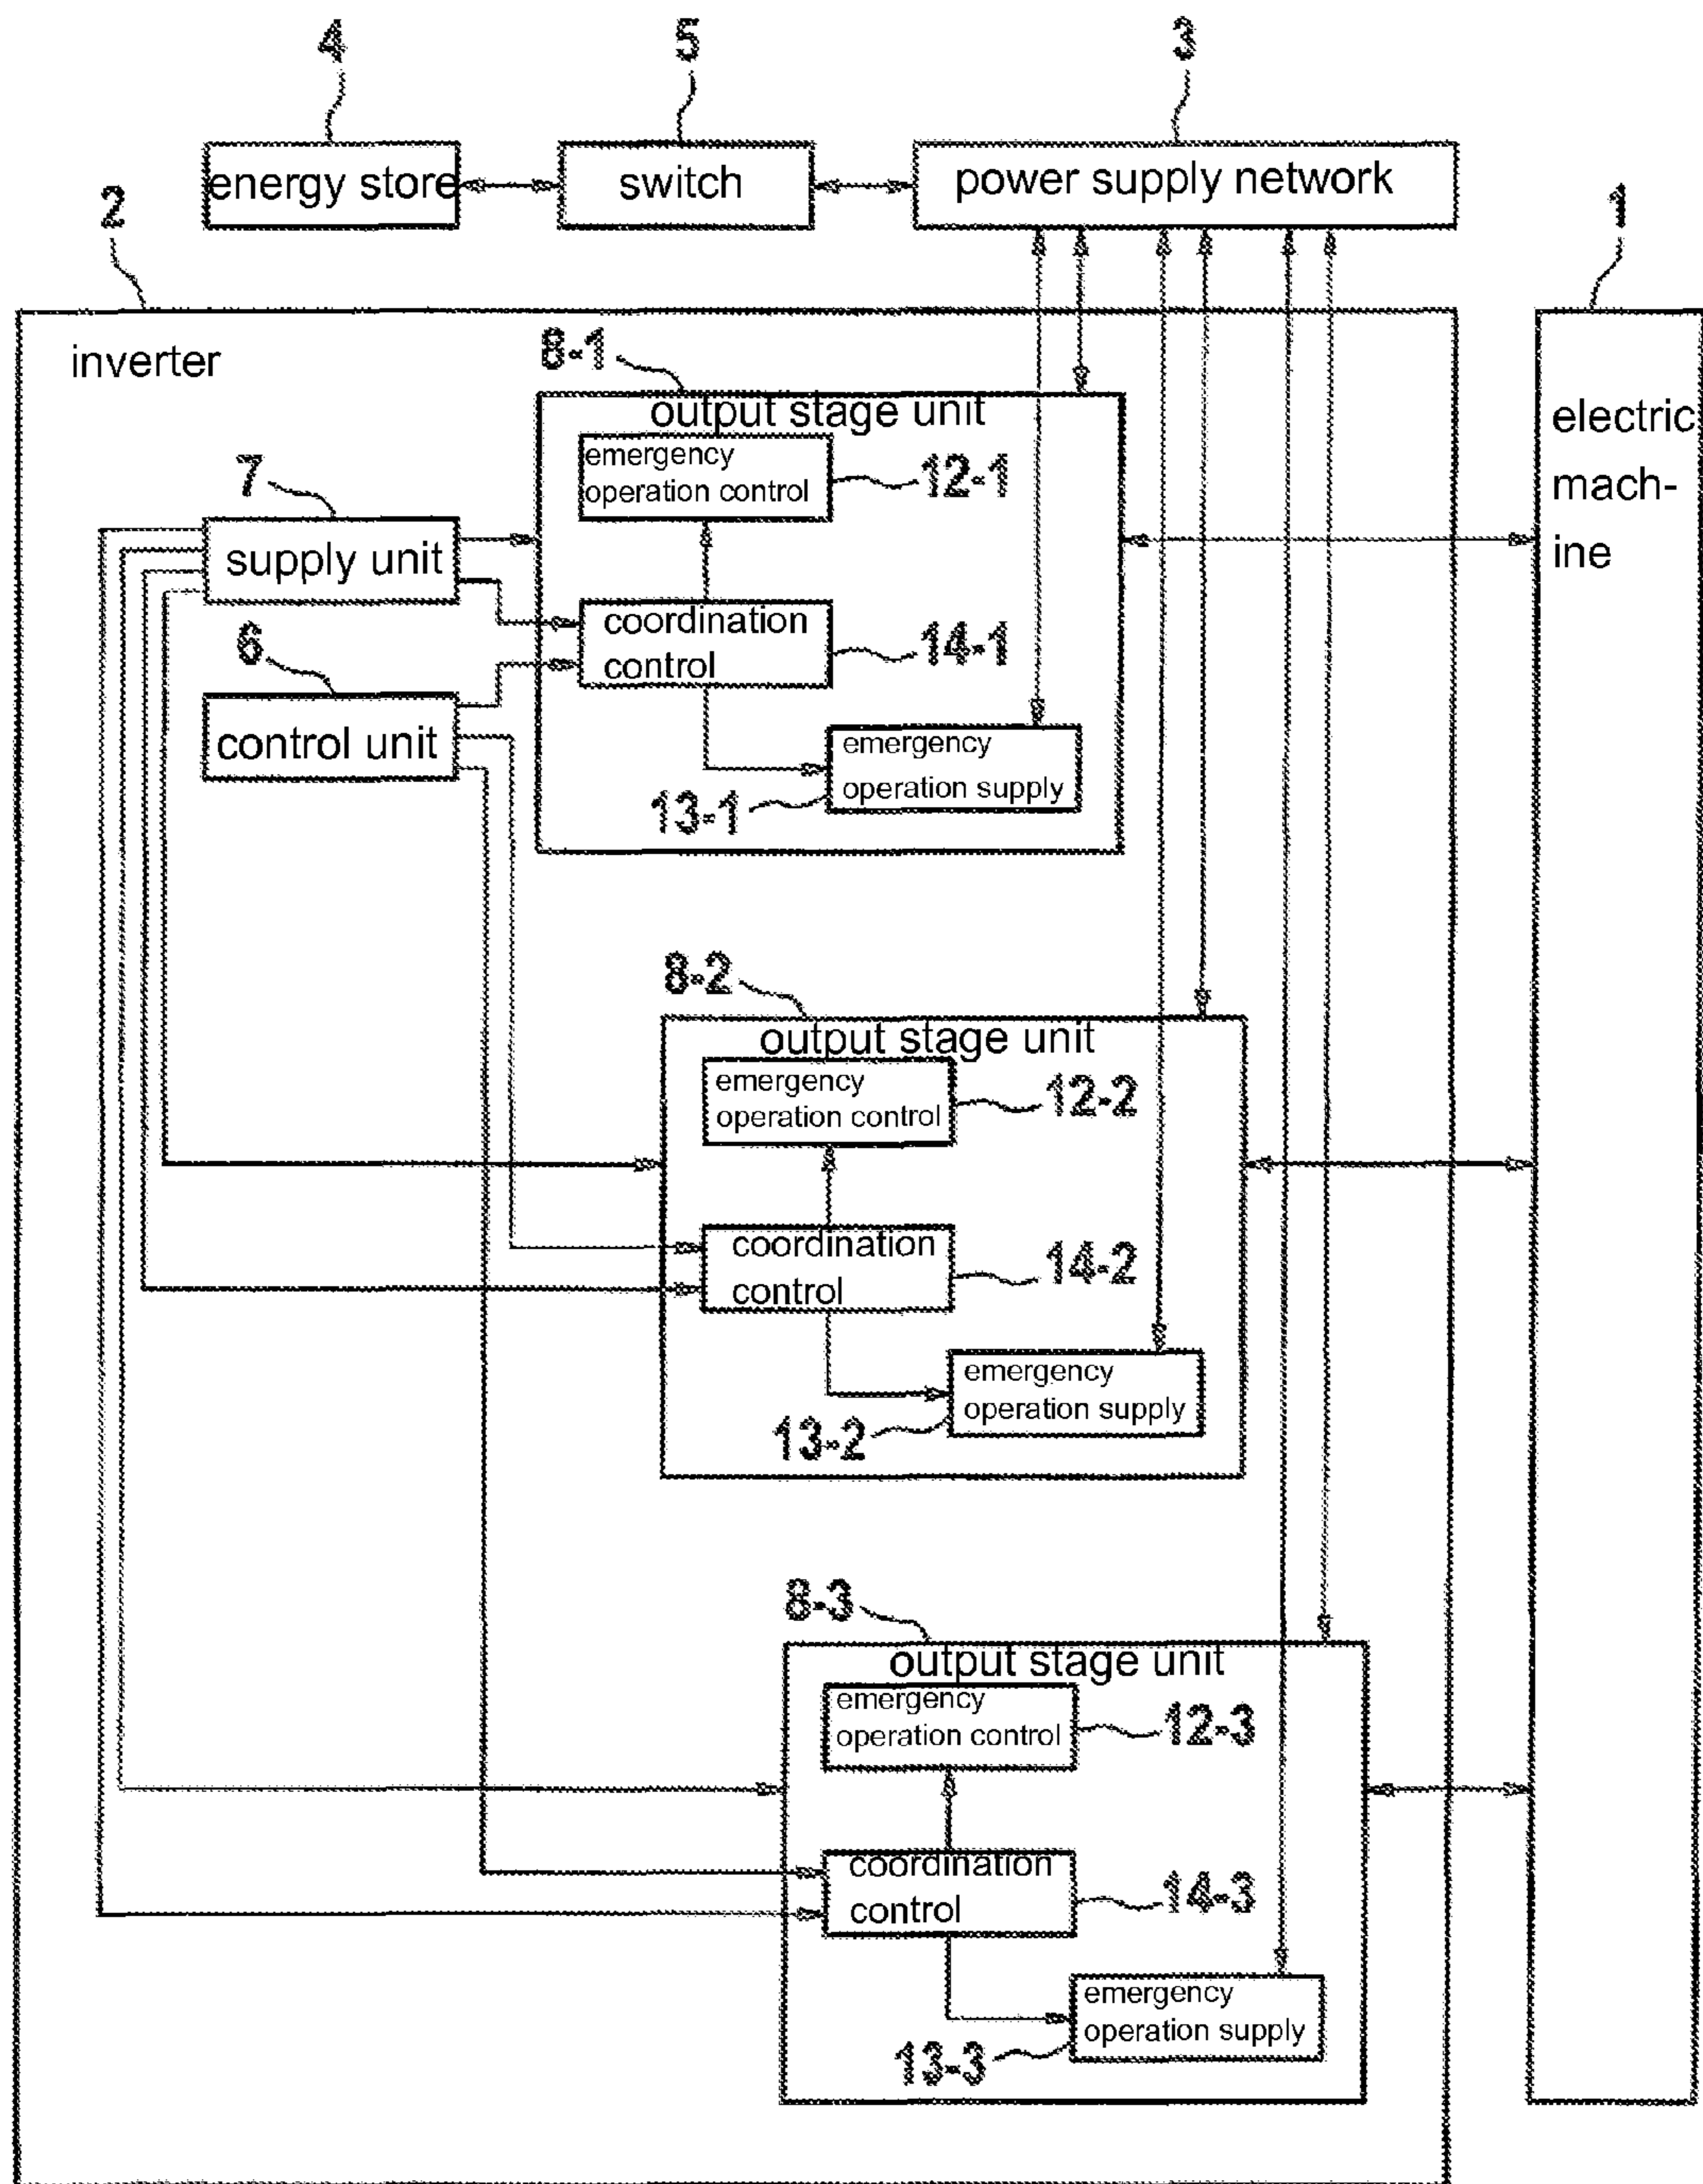 4
5
3
energy store
switch
power supply network
2
1
inverter
8-1
output stage unit
emergency
operation control
12-1
electric
mach-
ine
7
supply unit
coordination
control
14-1
6
control unit
emergency
operation supply
13-1
8-2
output stage unit
emergency
operation control
12-2
coordination
control
14-2
emergency
operation supply
13-2
8-3
output stage unit
emergency
operation control
12-3
coordination
control
14-3
emergency
operation supply
13-3